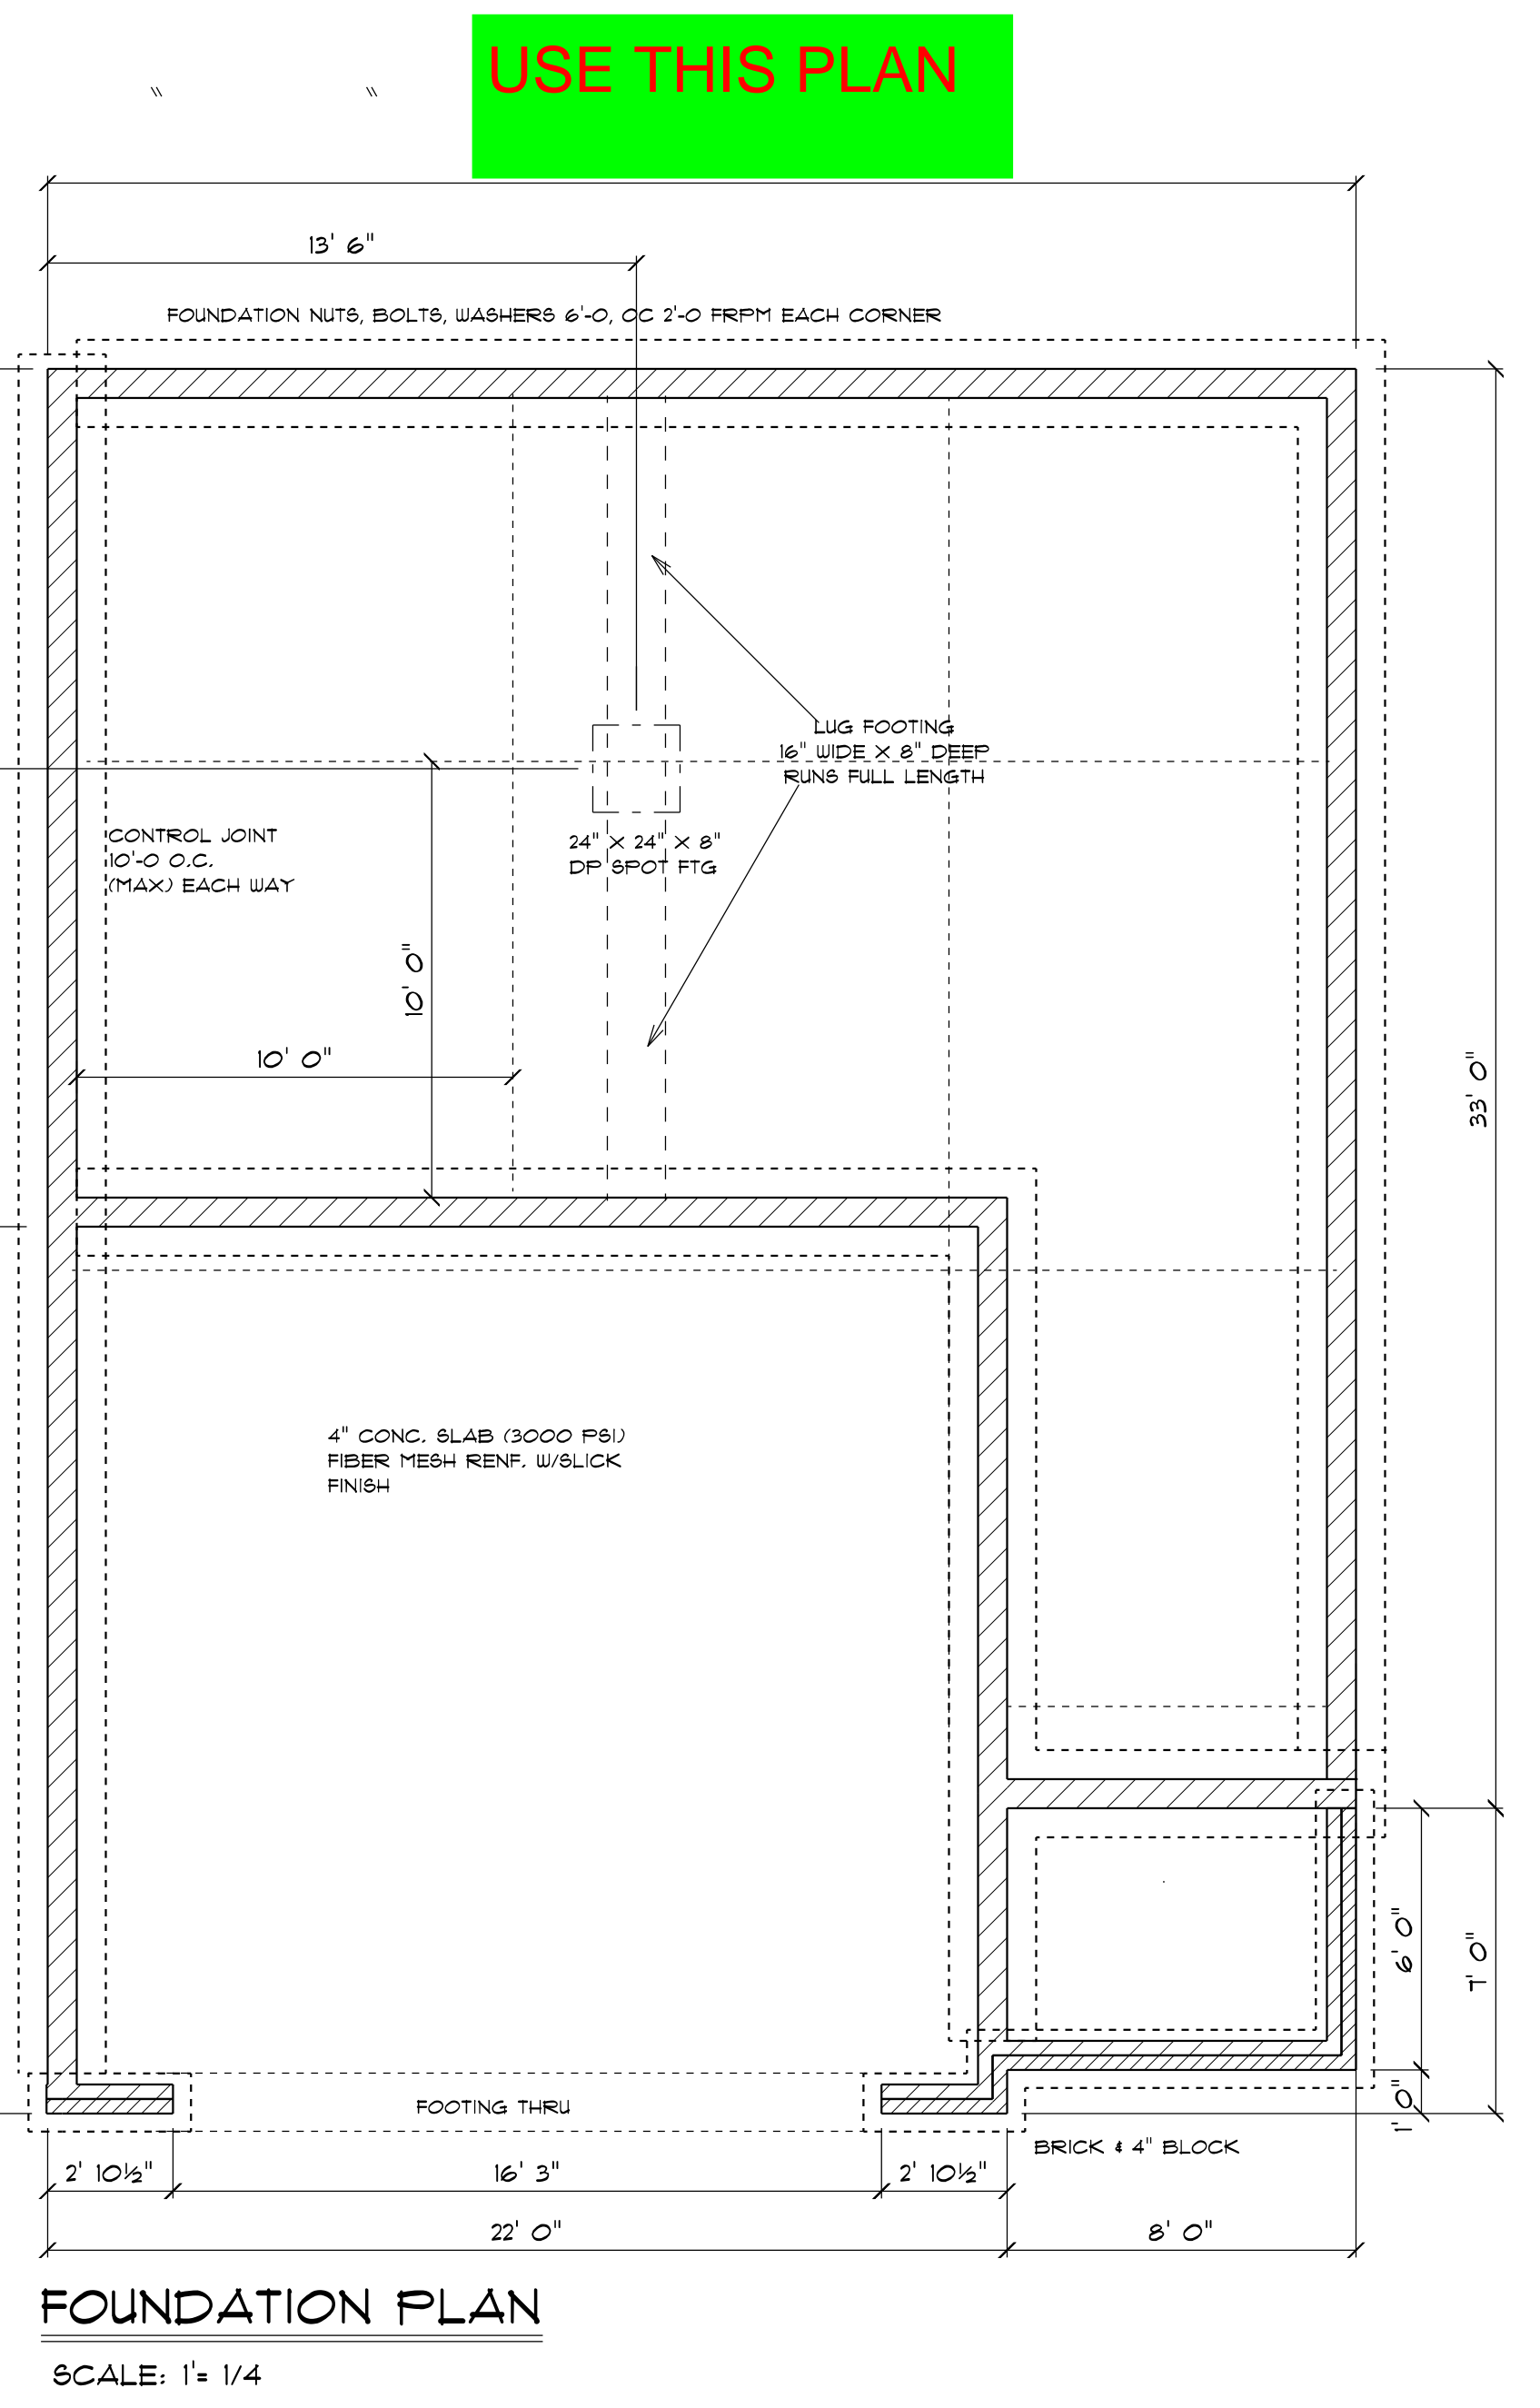 USE THIS PLAN
13' 6"
FOUNDATION NUTS, BOLTS, WASHERS 6'-0, OC 2'-0 FRPM EACH CORNER
LUG FOOTING
16" WIDE X 8" DEEP
RUNS FULL LENGTH
24" X 24" X 8"
DP SPOT FTG
CONTROL JOINT
10'-0 O.C.
(MAX) EACH WAY
10' 0"
10' 0"
33' 0"
4" CONC. SLAB (3000 PSI)
FIBER MESH RENF. W/SLICK
FINISH
6' 0"
7' 0"
1' 0"
FOOTING THRU
BRICK & 4" BLOCK
2' 10½"
16' 3"
2' 10½"
22' 0"
8' 0"
FOUNDATION PLAN
SCALE: 1'= 1/4